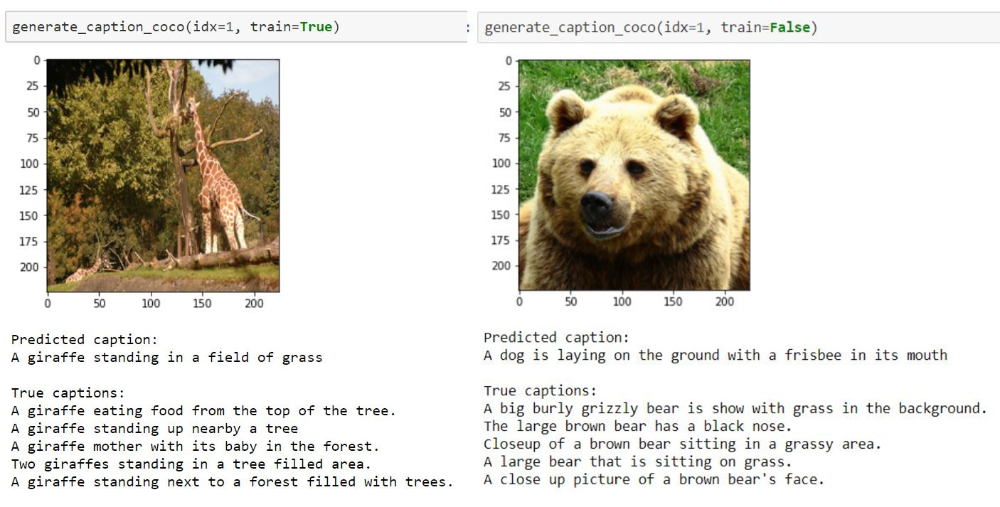 generate_caption_coco(idx=1, train=True)
0
25
50
75
100
125
150
175
200
0 50 100 150 200
Predicted caption:
A giraffe standing in a field of grass
True captions:
A giraffe eating food from the top of the tree.
A giraffe standing up nearby a tree
A giraffe mother with its baby in the forest.
Two giraffes standing in a tree filled area.
A giraffe standing next to a forest filled with trees.
: generate_caption_coco(idx=1, train=False)
0
25
50
75
100
125
150
175
200
0 50 100 150 200
Predicted caption:
A dog is laying on the ground with a frisbee in its mouth
True captions:
A big burly grizzly bear is show with grass in the background.
The large brown bear has a black nose.
Closeup of a brown bear sitting in a grassy area.
A large bear that is sitting on grass.
A close up picture of a brown bear's face.